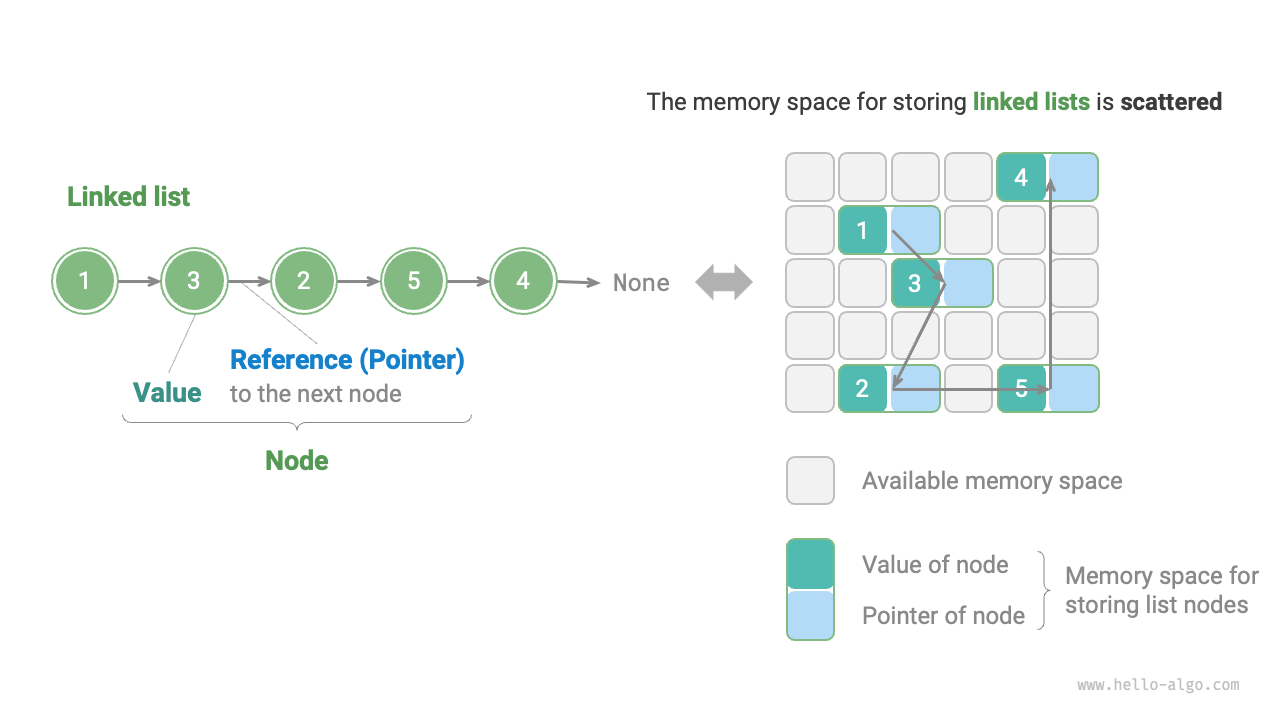 The memory space for storing linked lists is scattered
Linked list
1 3 2 5 4 None
Value
Reference (Pointer)
to the next node
Node
4
1
3
2 5
Available memory space
Value of node
Pointer of node
Memory space for
storing list nodes
www.hello-algo.com